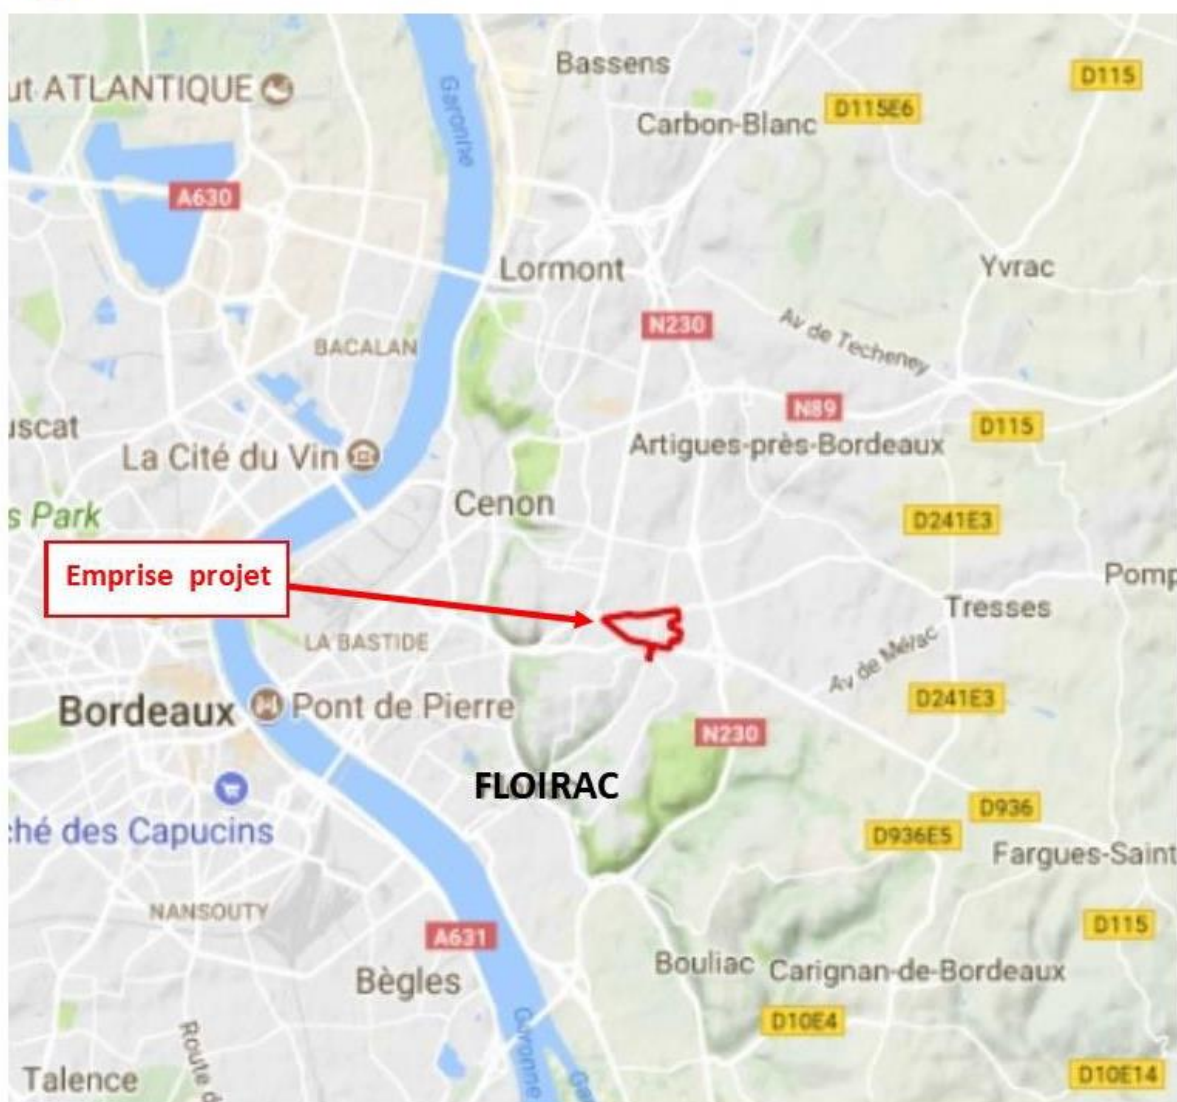 Bassens
D115
ut ATLANTIQUE
Garonne
D115E6
Carbon-Blanc
A630
Lormont
Yvrac
N230
Av de Techeney
BACALAN
N89
D115
uscat
Artigues-près-Bordeaux
La Cité du Vin
Cenon
s Park
D241E3
Emprise projet
Pomp
Tresses
LA BASTIDE
Av de Mérac
Bordeaux
Pont de Pierre
D241E3
N230
FLOIRAC
D936
ché des Capucins
D936E5
Fargues-Saint
NANSOUTY
D115
A631
Bouliac
Carignan-de-Bordeaux
Bègles
D10E4
Route d
Talence
D10E14